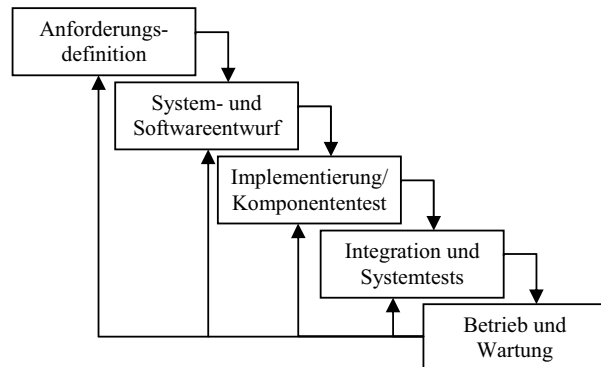 Anforderungs-
definition
System- und
Softwareentwurf
Implementierung/
Komponententest
Integration und
Systemtests
Betrieb und
Wartung